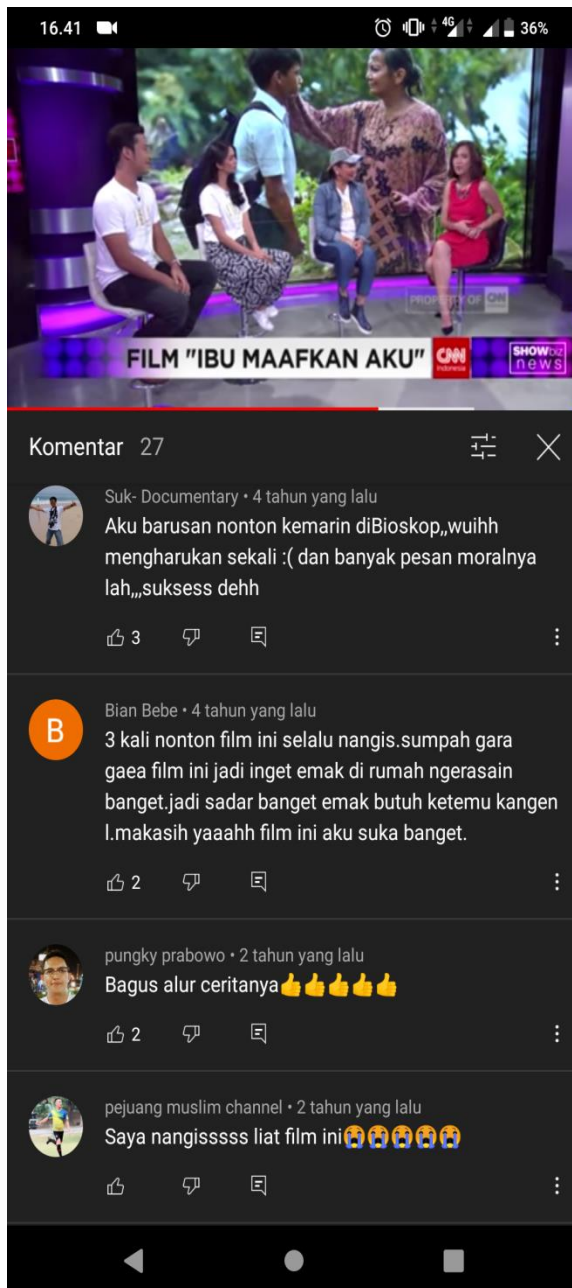 16.41
4G
36%
PROPERTY OF CNN
FILM "IBU MAAFKAN AKU"
CNN
Indonesia
SHOWbiz
news
Komentar 27
Suk- Documentary • 4 tahun yang lalu
Aku barusan nonton kemarin diBioskop,,wuihh
mengharukan sekali :( dan banyak pesan moralnya
lah,,,suksess dehh
3
B
Bian Bebe • 4 tahun yang lalu
3 kali nonton film ini selalu nangis.sumpah gara
gaea film ini jadi inget emak di rumah ngerasain
banget.jadi sadar banget emak butuh ketemu kangen
l.makasih yaaahh film ini aku suka banget.
2
pungky prabowo • 2 tahun yang lalu
Bagus alur ceritanya👍👍👍👍👍
2
pejuang muslim channel • 2 tahun yang lalu
Saya nangisssss liat film ini😭😭😭😭😭